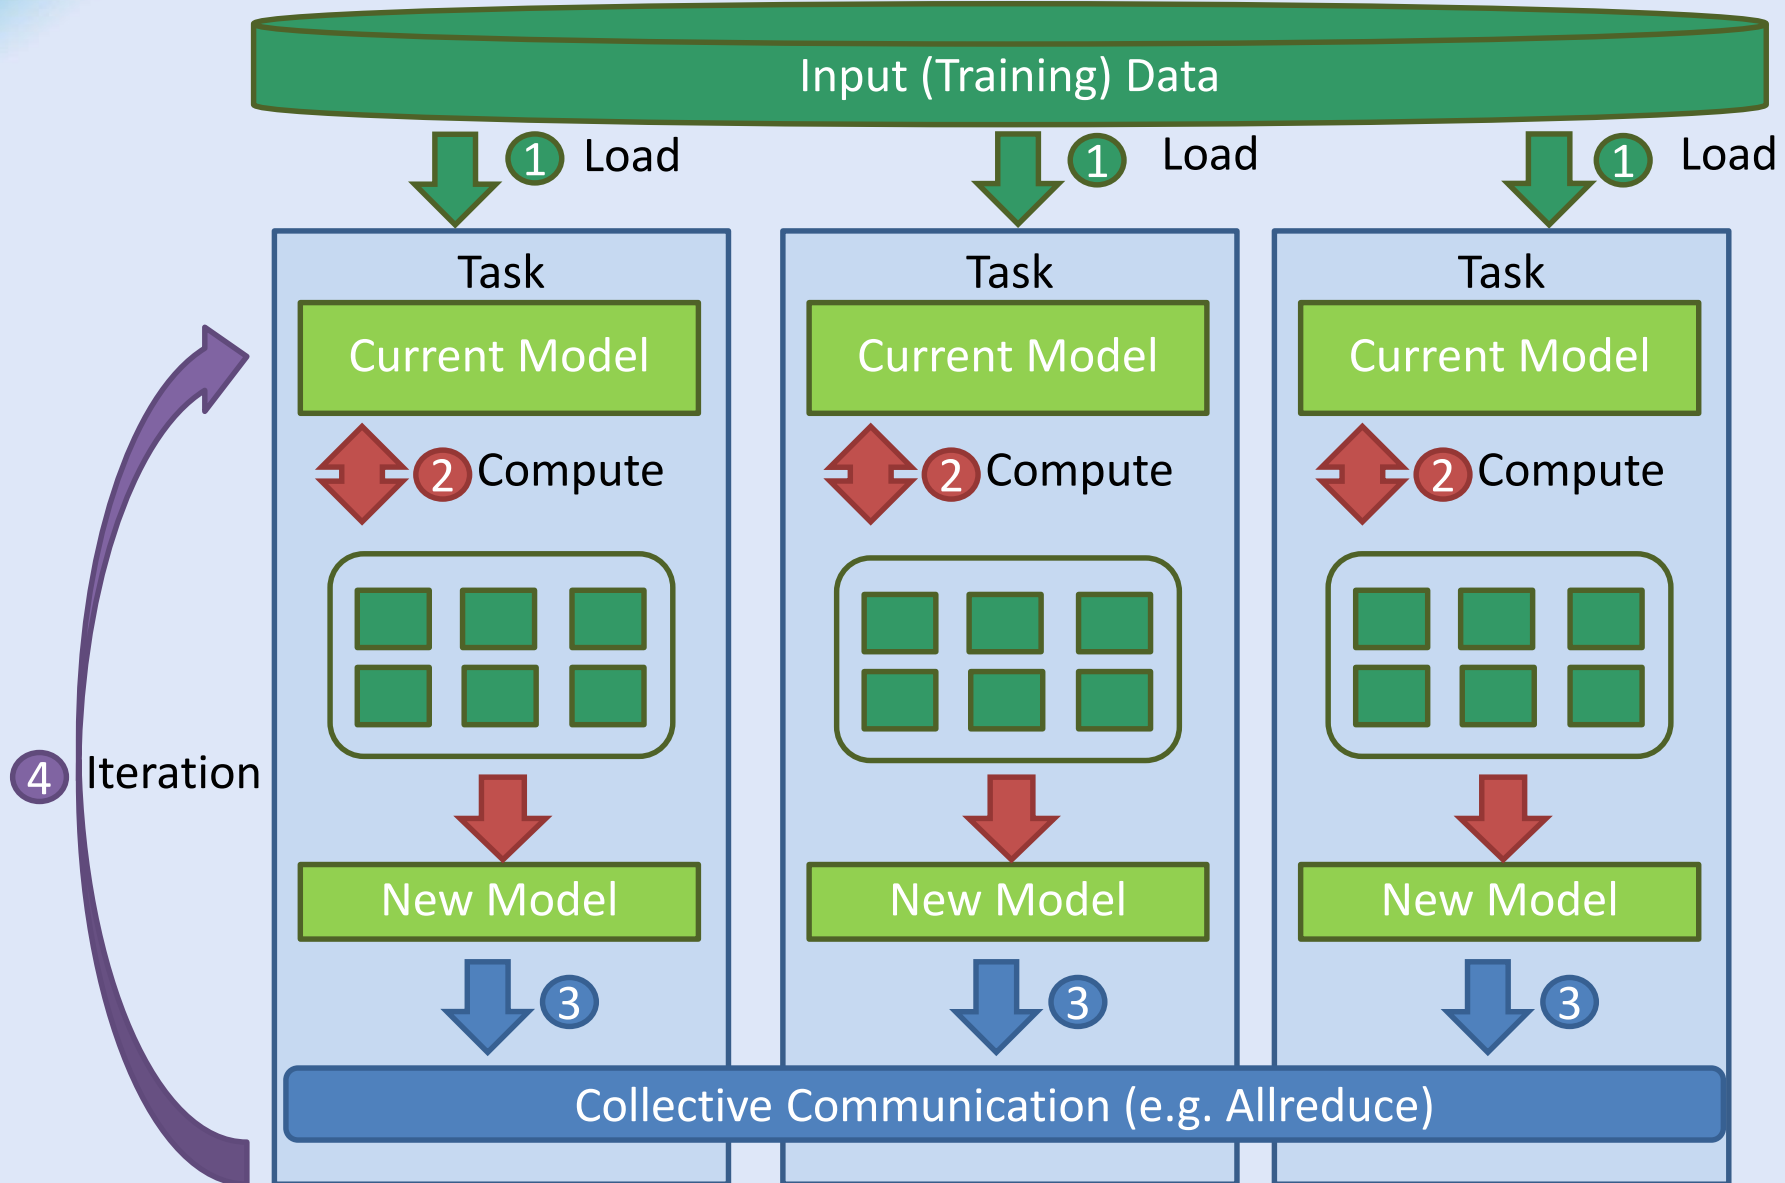 Input (Training) Data
1 Load 1 Load 1 Load
Task Task Task
Current Model Current Model Current Model
2 Compute 2 Compute 2 Compute
4 Iteration
New Model New Model New Model
3 3 3
Collective Communication (e.g. Allreduce)